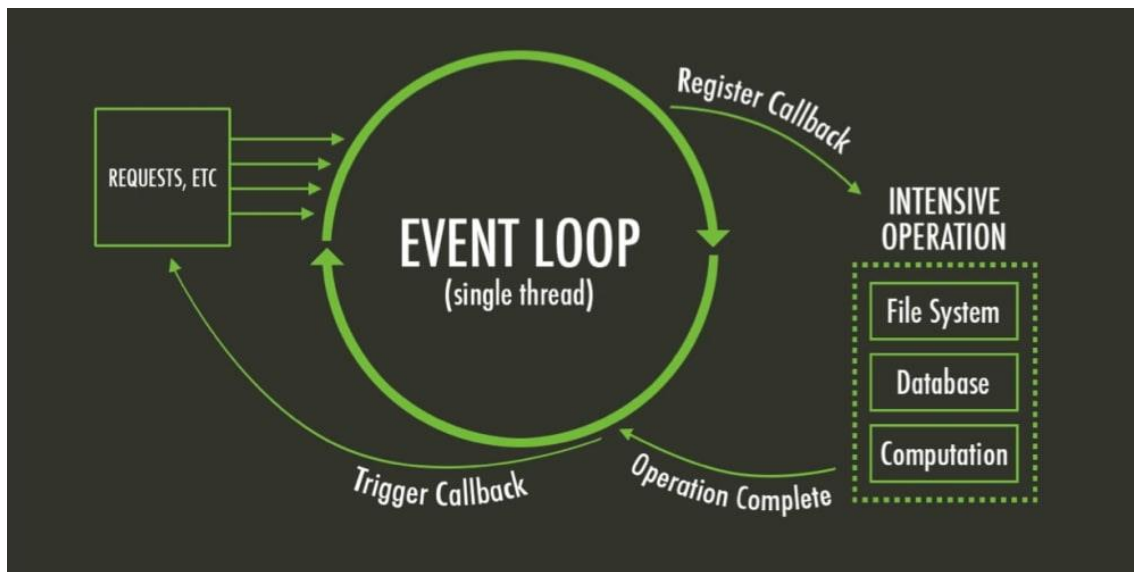 REQUESTS, ETC
EVENT LOOP
(single thread)
Register Callback
INTENSIVE
OPERATION
File System
Database
Computation
Operation Complete
Trigger Callback